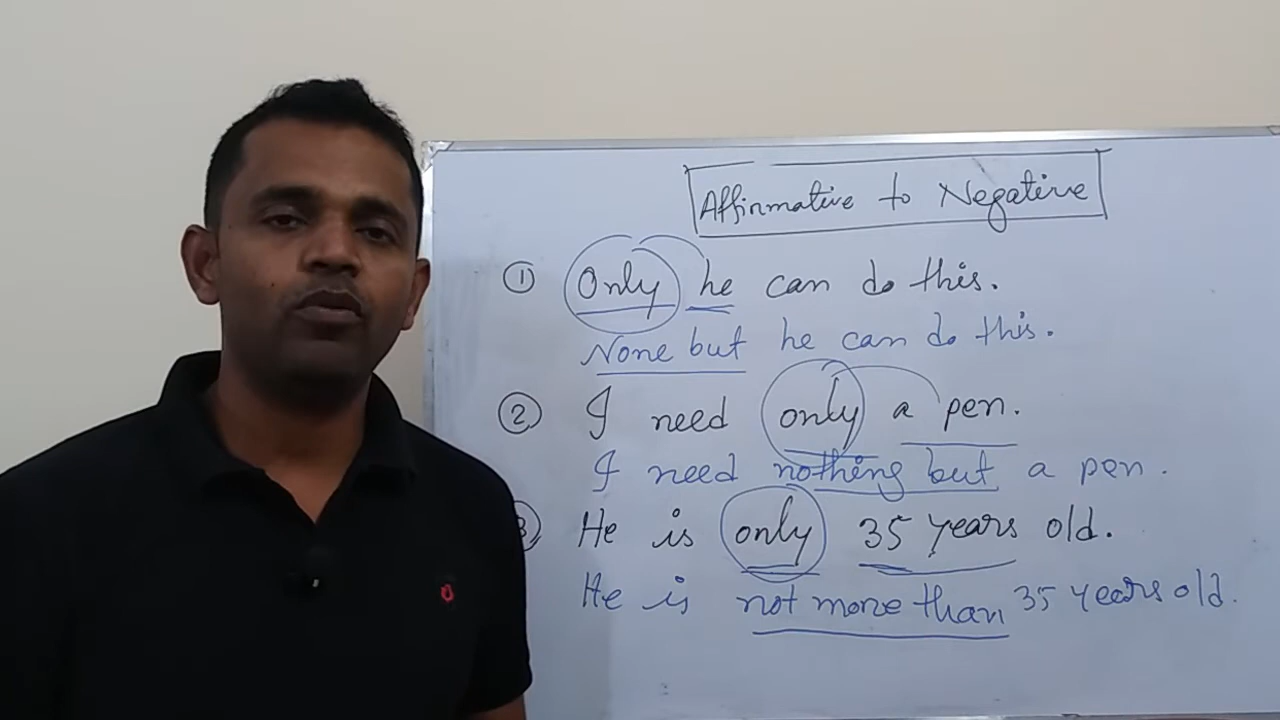 Affirmative to Negative
① Only he can do this.
None but he can do this.
② I need only a pen.
I need nothing but a pen.
③ He is only 35 years old.
He is not more than 35 years old.